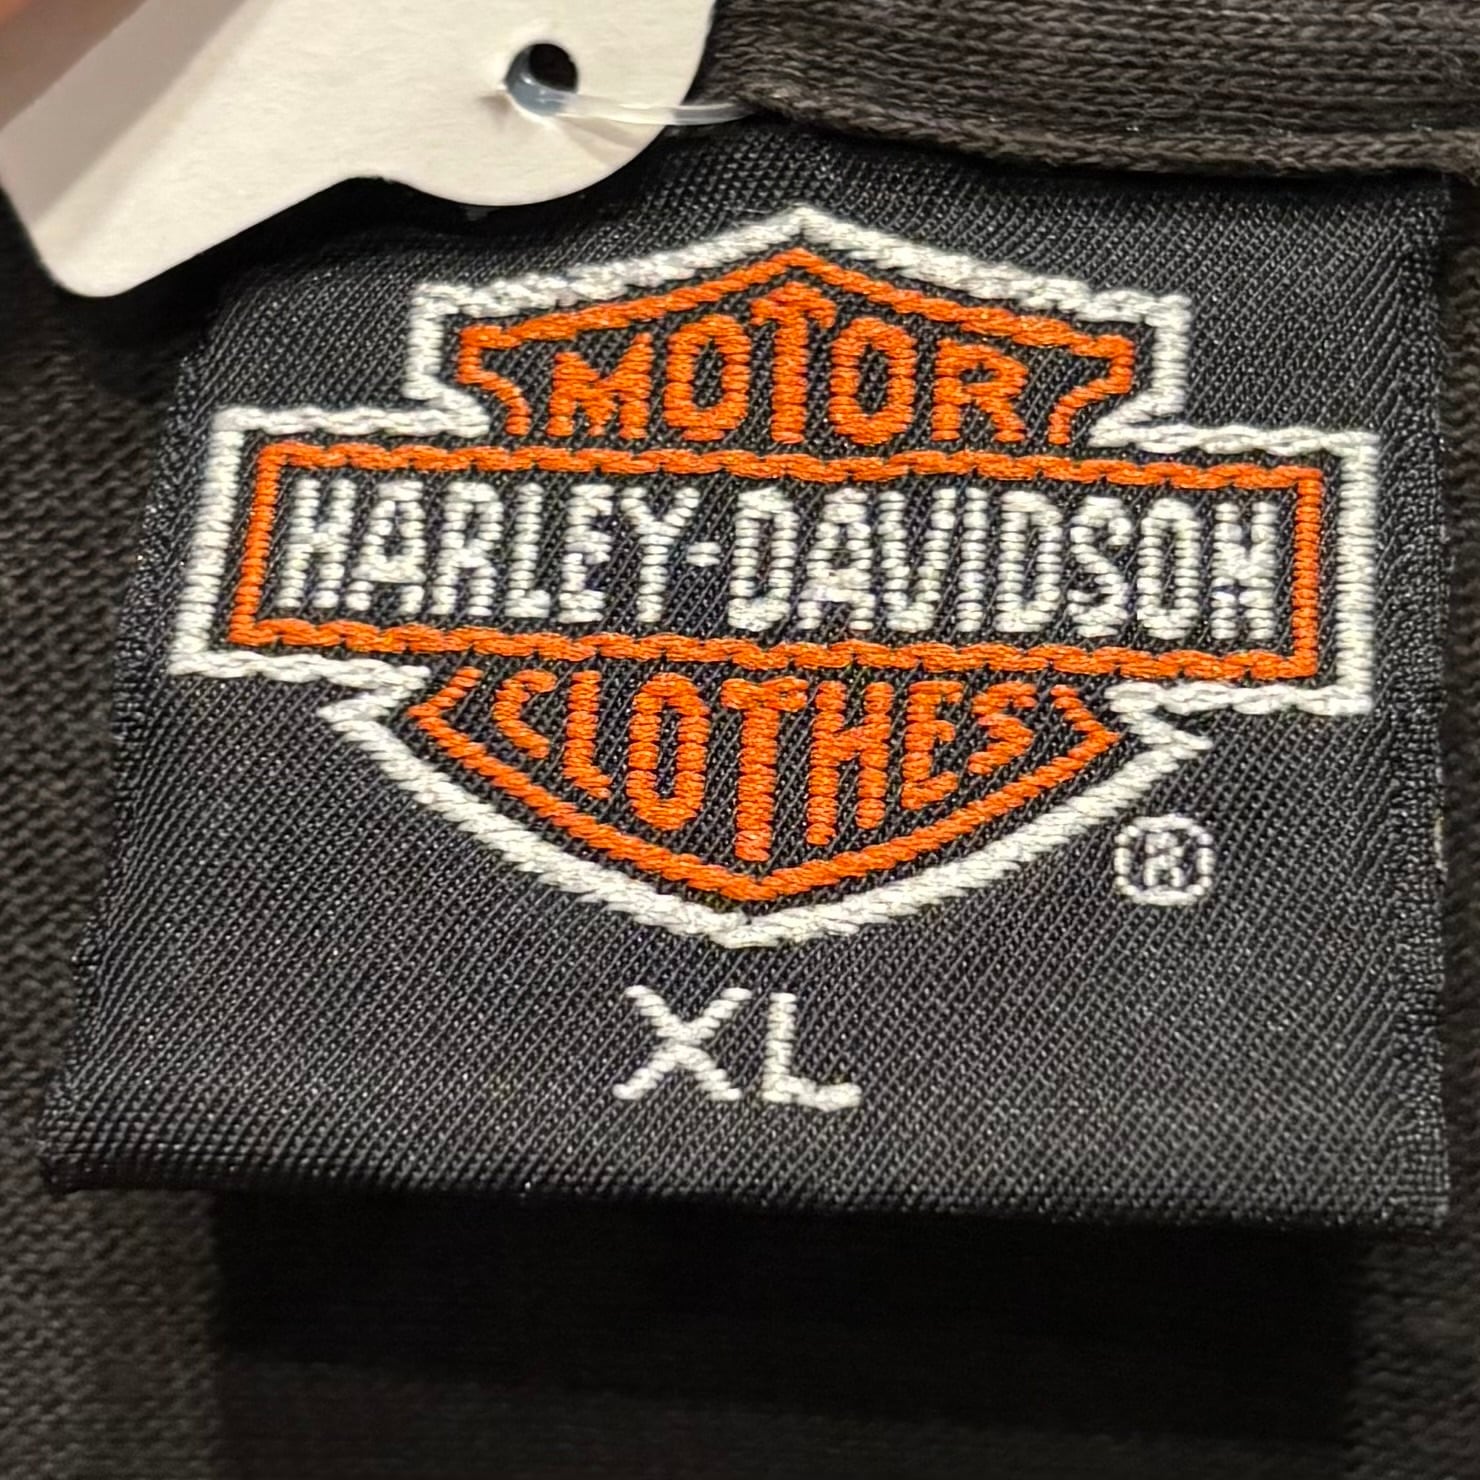 MOTOR
HARLEY-DAVIDSON
CLOTHES
®
XL